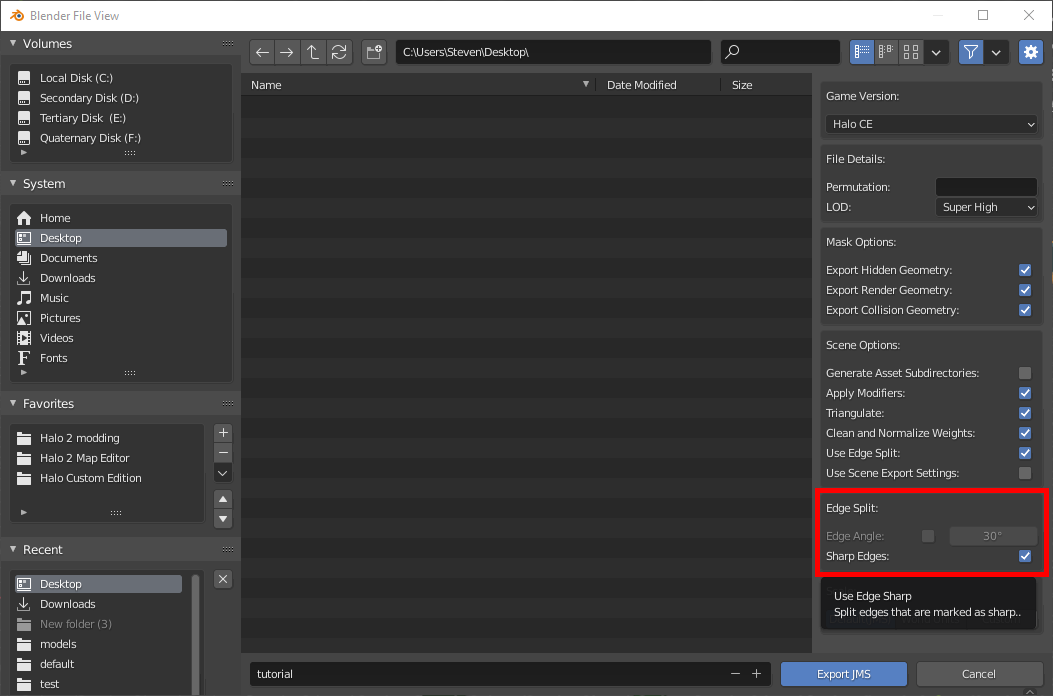 Blender File View
Volumes
Local Disk (C:)
Secondary Disk (D:)
Tertiary Disk (E:)
Quaternary Disk (F:)
System
Home
Desktop
Documents
Downloads
Music
Pictures
Videos
Fonts
Favorites
Halo 2 modding
Halo 2 Map Editor
Halo Custom Edition
Recent
Desktop
Downloads
New folder (3)
models
default
test
C:\Users\Steven\Desktop\
Name Date Modified Size
Game Version:
Halo CE
File Details:
Permutation:
LOD: Super High
Mask Options:
Export Hidden Geometry:
Export Render Geometry:
Export Collision Geometry:
Scene Options:
Generate Asset Subdirectories:
Apply Modifiers:
Triangulate:
Clean and Normalize Weights:
Use Edge Split:
Use Scene Export Settings:
Edge Split:
Edge Angle: 30°
Sharp Edges:
Use Edge Sharp
Split edges that are marked as sharp..
tutorial
Export JMS
Cancel